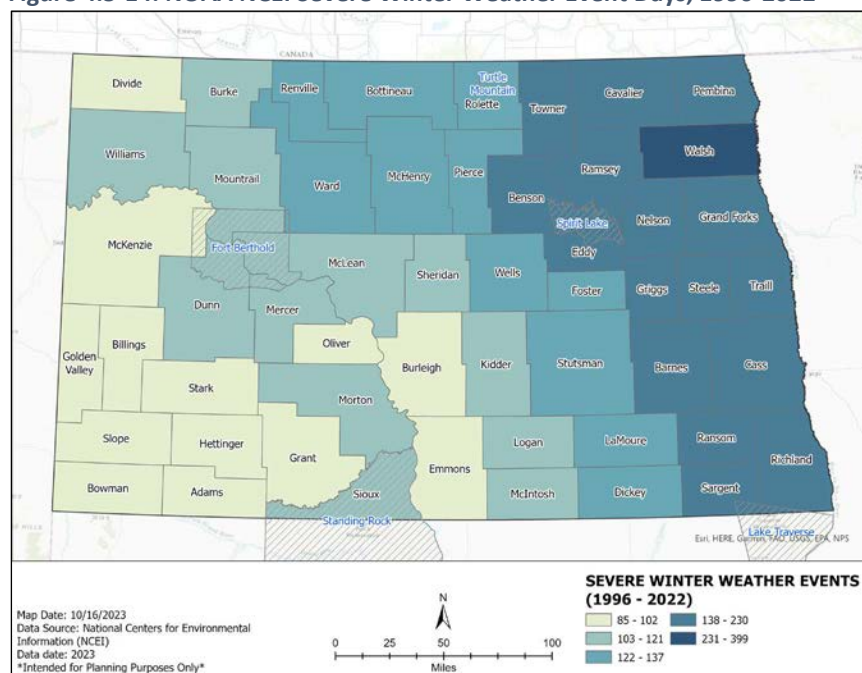 Figure 4.3-14. NOAA NCEI Severe Winter Weather Event Days, 1996-2022
CANADA
Divide
Burke
Renville
Bottineau
Turtle
Mountain
Rolette
Towner
Cavalier
Pembina
Williams
Mountrail
Ward
McHenry
Pierce
Ramsey
Walsh
Benson
Spirit Lake
Nelson
Grand Forks
McKenzie
Fort Berthold
McLean
Sheridan
Wells
Eddy
Foster
Griggs
Steele
Traill
Dunn
Mercer
Oliver
Golden
Valley
Billings
Burleigh
Kidder
Stutsman
Barnes
Cass
Stark
Morton
Slope
Hettinger
Grant
Emmons
Logan
LaMoure
Ransom
Richland
Bowman
Adams
Sioux
McIntosh
Dickey
Sargent
Standing Rock
Lake Traverse
Esri, HERE, Garmin, FAO, USGS, EPA, NPS
Map Date: 10/16/2023
Data Source: National Centers for Environmental
Information (NCEI)
Data date: 2023
*Intended for Planning Purposes Only*
N
0 50 100
Miles
SEVERE WINTER WEATHER EVENTS
(1996 - 2022)
85 - 102
103 - 121
122 - 137
138 - 230
231 - 399